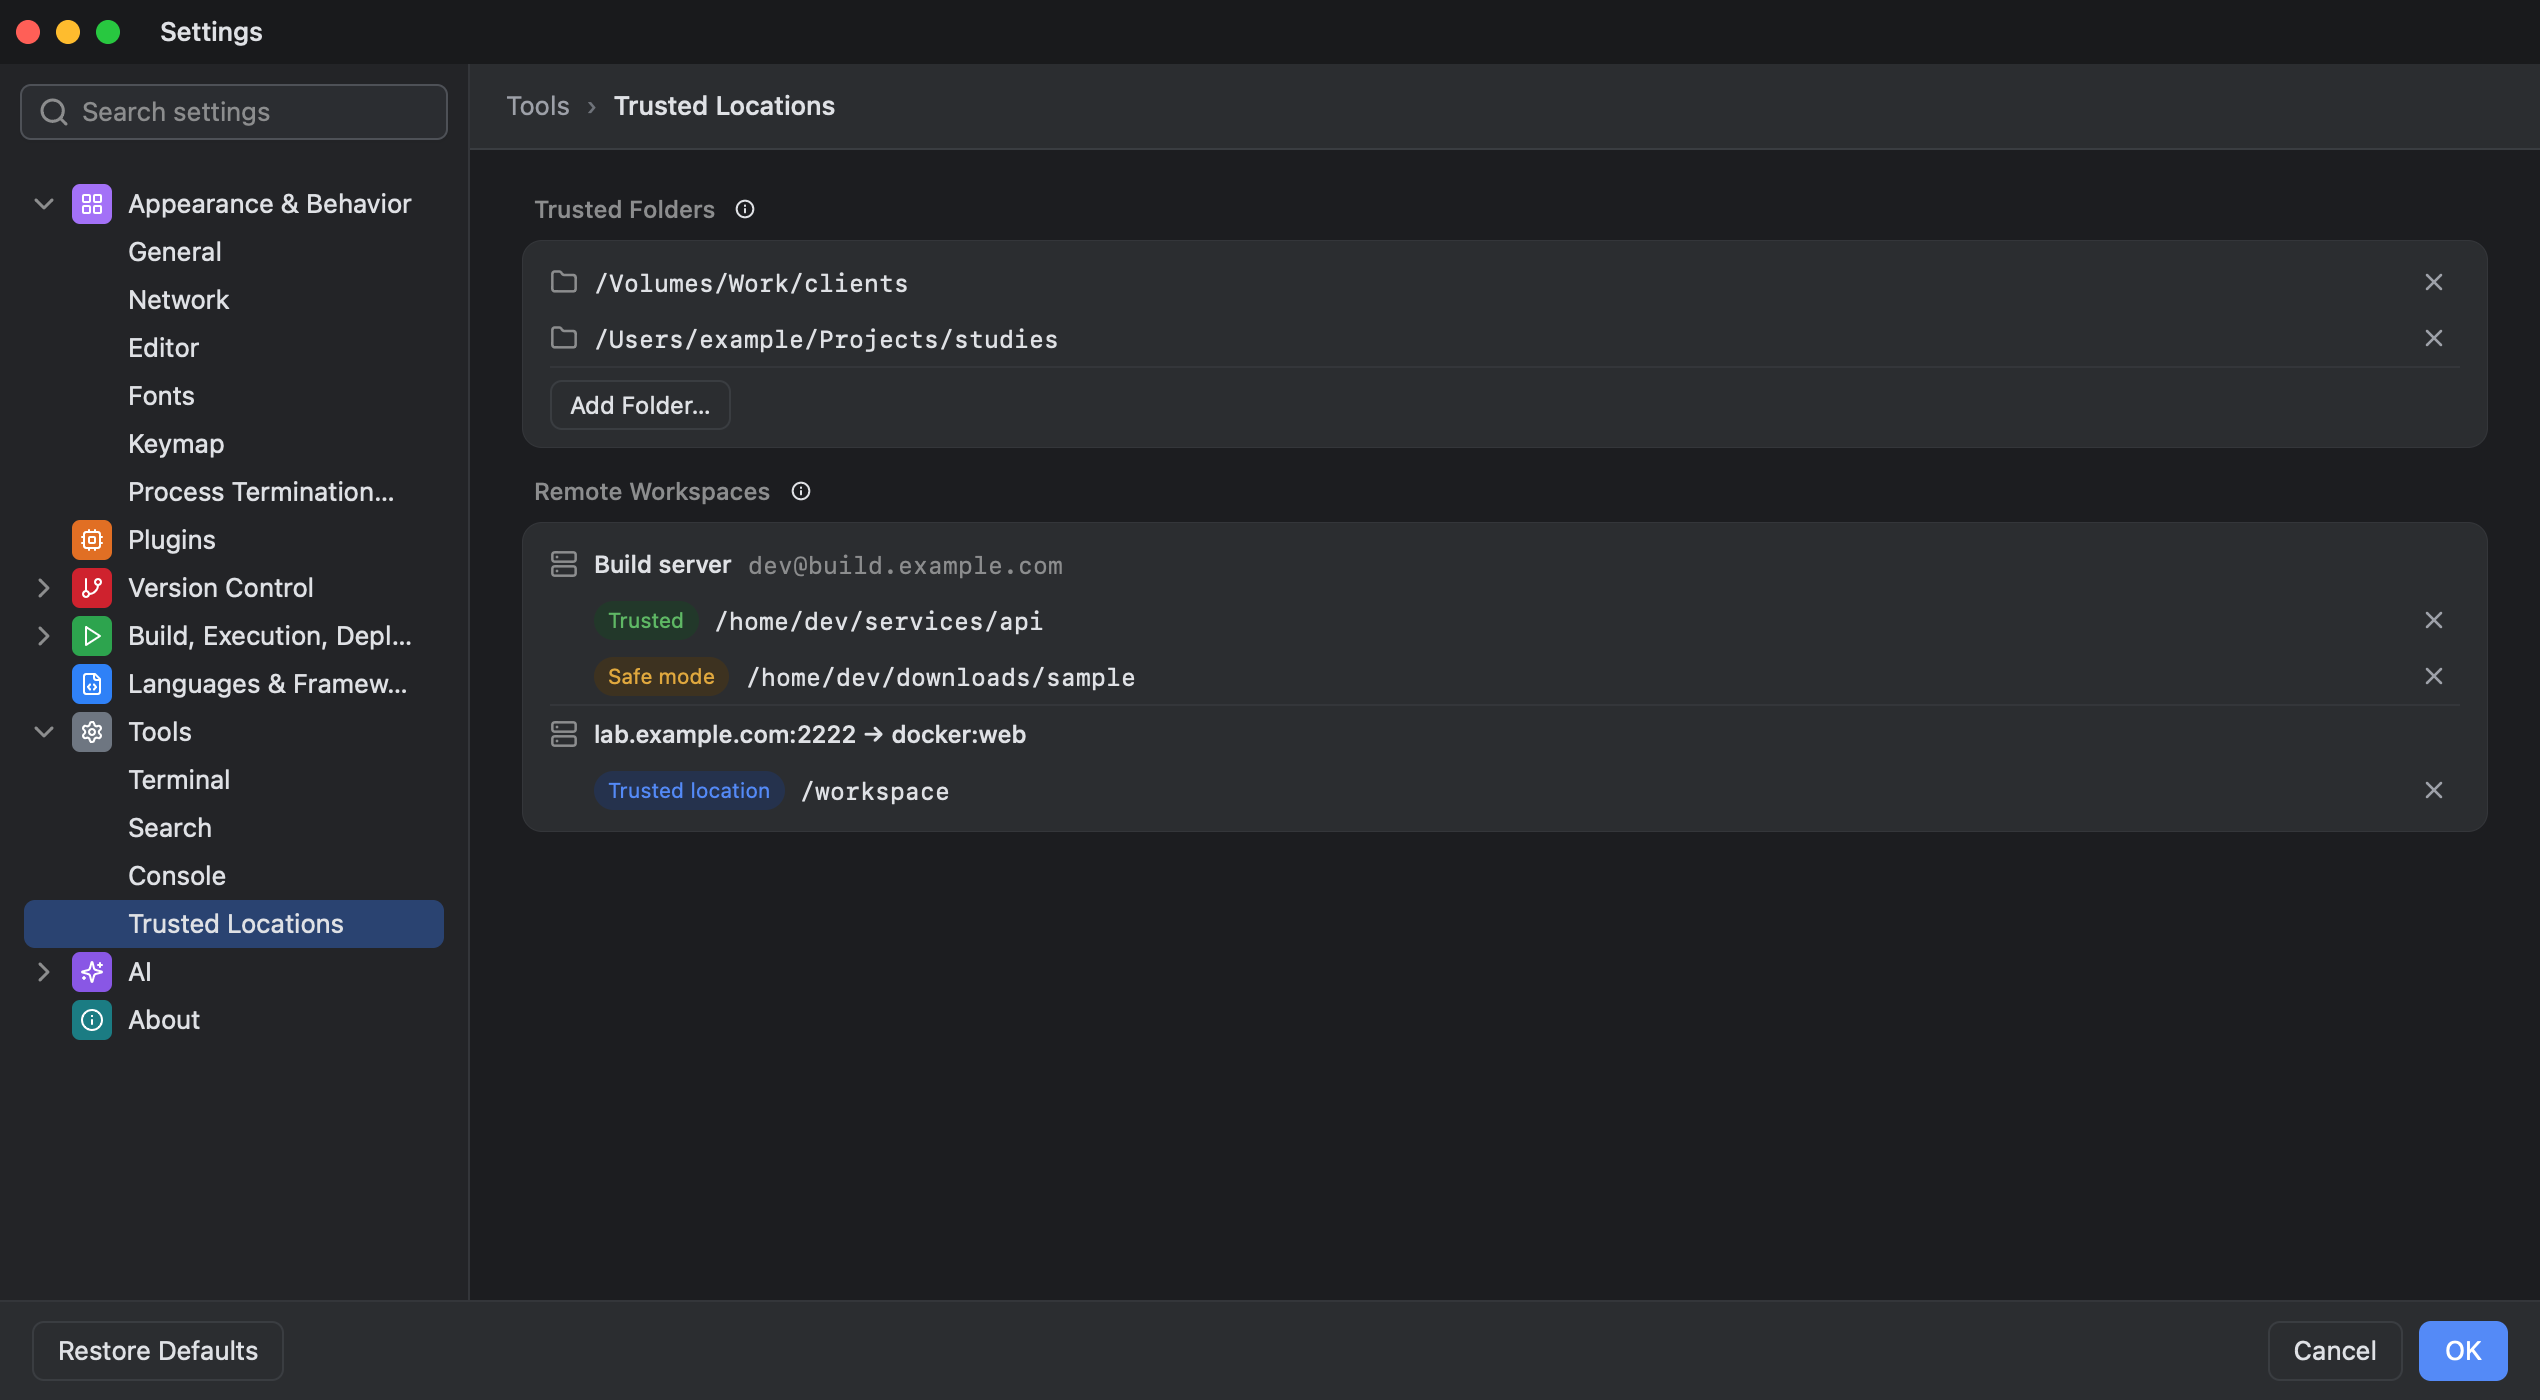 Settings
Search settings
Appearance & Behavior
General
Network
Editor
Fonts
Keymap
Process Termination...
Plugins
Version Control
Build, Execution, Depl...
Languages & Framew...
Tools
Terminal
Search
Console
Trusted Locations
AI
About
Tools › Trusted Locations
Trusted Folders
/Volumes/Work/clients
/Users/example/Projects/studies
Add Folder...
Remote Workspaces
Build server dev@build.example.com
Trusted /home/dev/services/api
Safe mode /home/dev/downloads/sample
lab.example.com:2222 → docker:web
Trusted location /workspace
Restore Defaults
Cancel
OK